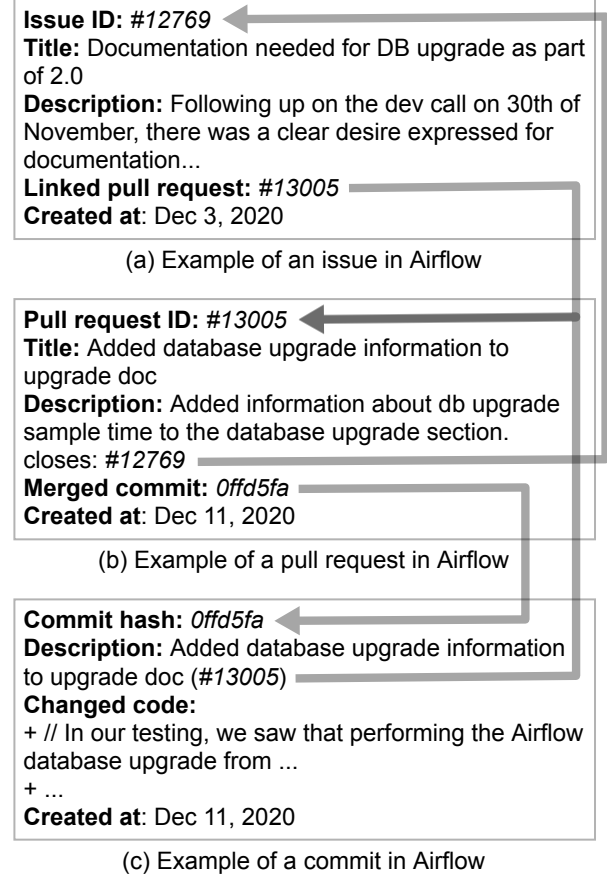 Issue ID: #12769
Title: Documentation needed for DB upgrade as part
of 2.0
Description: Following up on the dev call on 30th of
November, there was a clear desire expressed for
documentation...
Linked pull request: #13005
Created at: Dec 3, 2020
(a) Example of an issue in Airflow
Pull request ID: #13005
Title: Added database upgrade information to
upgrade doc
Description: Added information about db upgrade
sample time to the database upgrade section.
closes: #12769
Merged commit: 0ffd5fa
Created at: Dec 11, 2020
(b) Example of a pull request in Airflow
Commit hash: 0ffd5fa
Description: Added database upgrade information
to upgrade doc (#13005)
Changed code:
+ // In our testing, we saw that performing the Airflow
database upgrade from ...
+ ...
Created at: Dec 11, 2020
(c) Example of a commit in Airflow